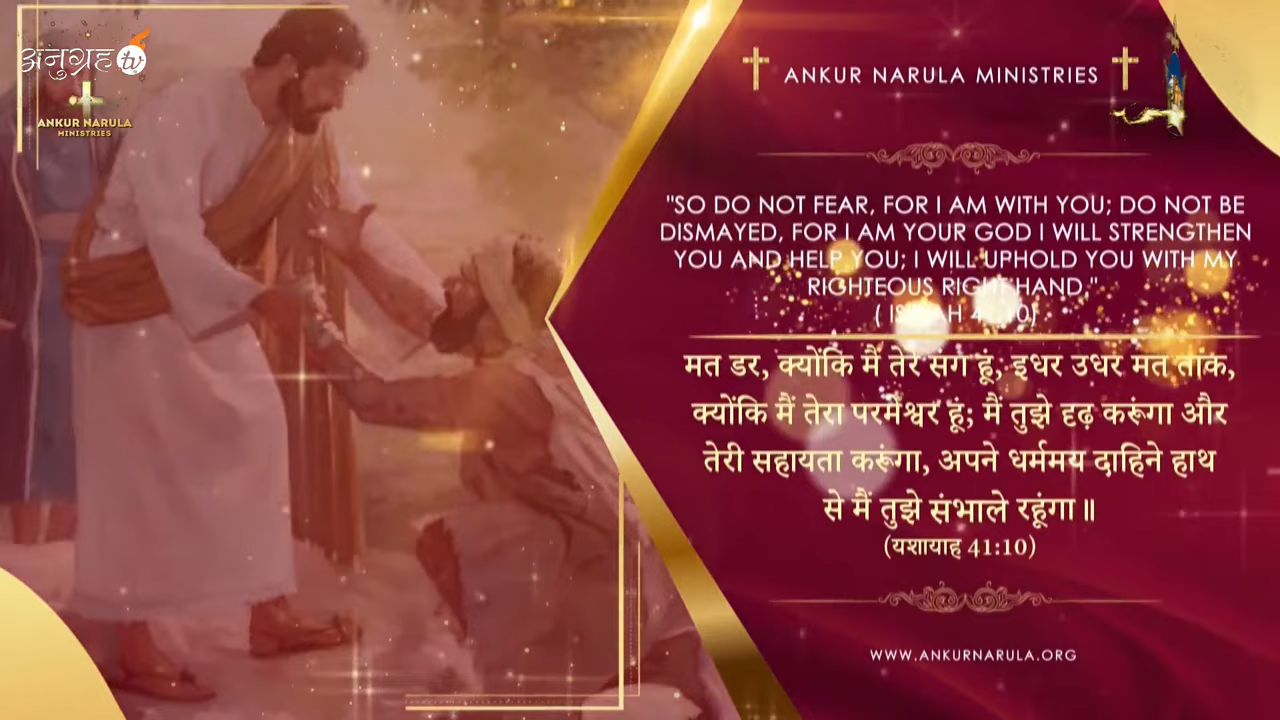 अनुग्रह tv
ANKUR NARULA
MINISTRIES
ANKUR NARULA MINISTRIES
"SO DO NOT FEAR, FOR I AM WITH YOU; DO NOT BE
DISMAYED, FOR I AM YOUR GOD I WILL STRENGTHEN
YOU AND HELP YOU; I WILL UPHOLD YOU WITH MY
RIGHTEOUS RIGHT HAND."
मत डर, क्योंकि मैं तेरे संग हूं, इधर उधर मत ताक,
क्योंकि मैं तेरा परमेश्वर हूं; मैं तुझे दृढ़ करूंगा और
तेरी सहायता करूंगा, अपने धर्ममय दाहिने हाथ
से मैं तुझे संभाले रहूंगा॥
(यशायाह 41:10)
WWW.ANKURNARULA.ORG